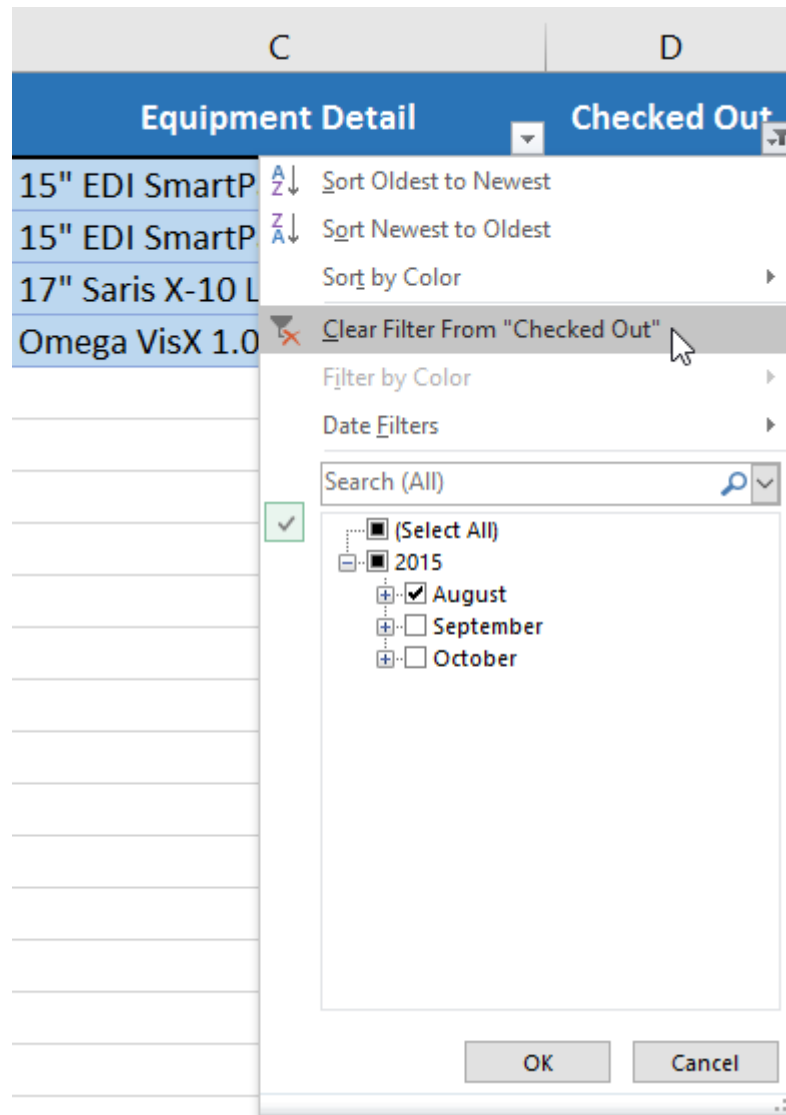 C D
Equipment Detail Checked Out
15" EDI SmartP
15" EDI SmartP
17" Saris X-10 L
Omega VisX 1.0
Sort Oldest to Newest
Sort Newest to Oldest
Sort by Color
Clear Filter From "Checked Out"
Filter by Color
Date Filters
Search (All)
(Select All)
2015
August
September
October
OK Cancel